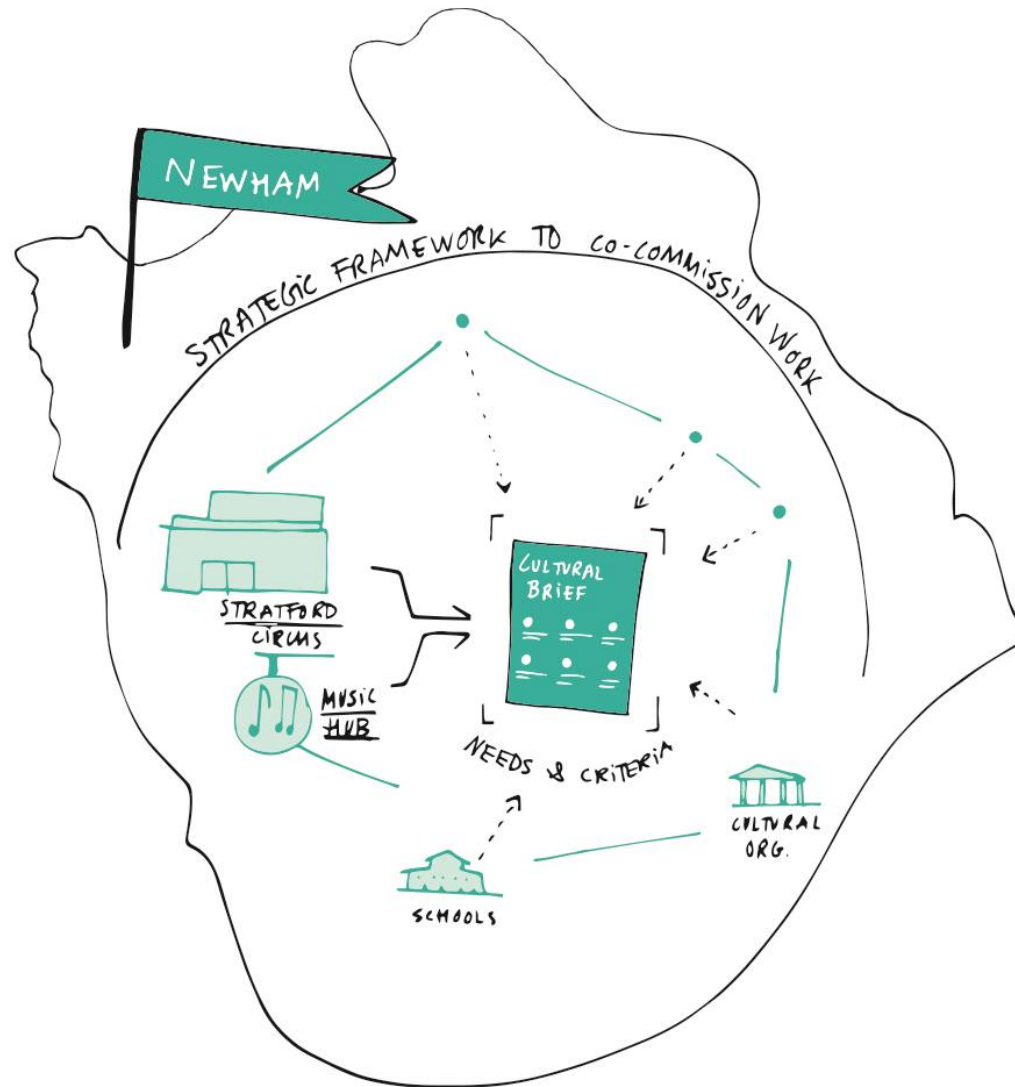 NEWHAM
STRATEGIC FRAMEWORK TO CO-COMMISSION WORK
CULTURAL
BRIEF
STRATFORD
CIRCUS
MUSIC
HUB
NEEDS & CRITERIA
CULTURAL
ORG.
SCHOOLS